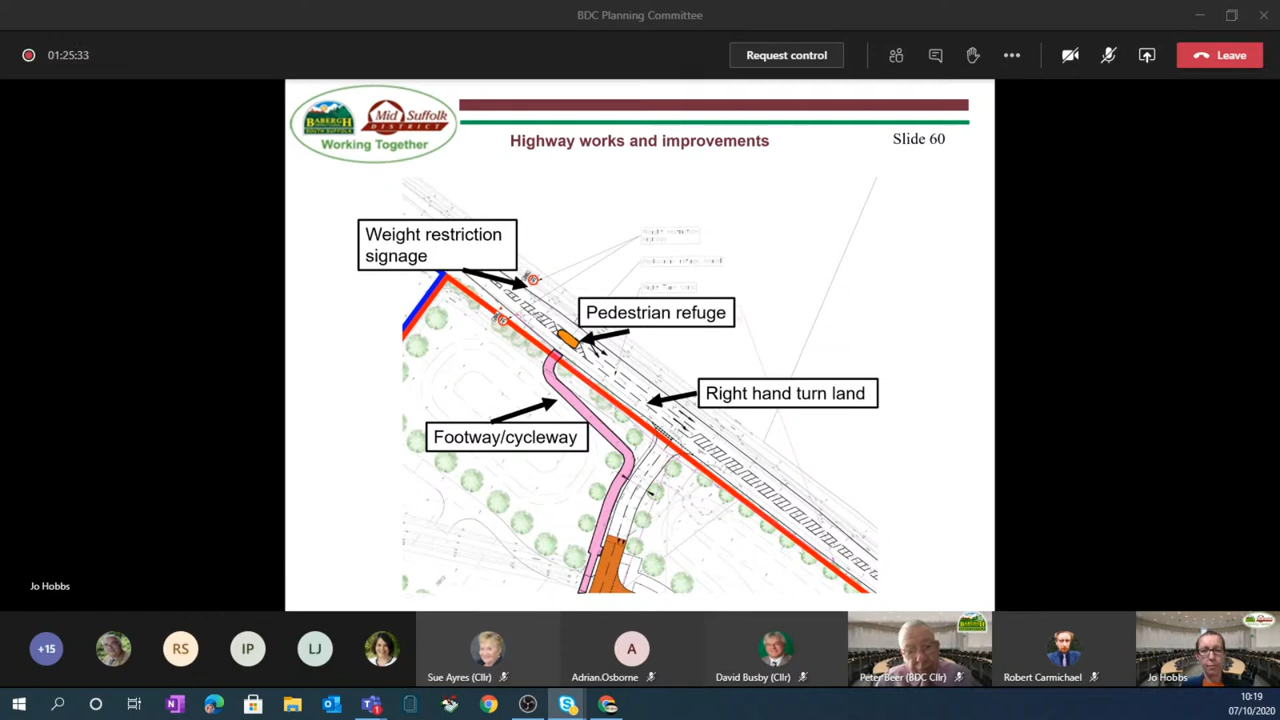 BDC Planning Committee
01:25:33
Request control
Leave
BABERGH
SOUTH SUFFOLK
Mid Suffolk
DISTRICT
Working Together
Highway works and improvements
Slide 60
Weight restriction
signage
Pedestrian refuge
Right hand turn land
Footway/cycleway
Jo Hobbs
+15
RS
IP
LJ
Sue Ayres (Cllr)
A
Adrian.Osborne
David Busby (Cllr)
BABERGH
Peter Beer (BDC Cllr)
Robert Carmichael
Jo Hobbs
10:19
07/10/2020